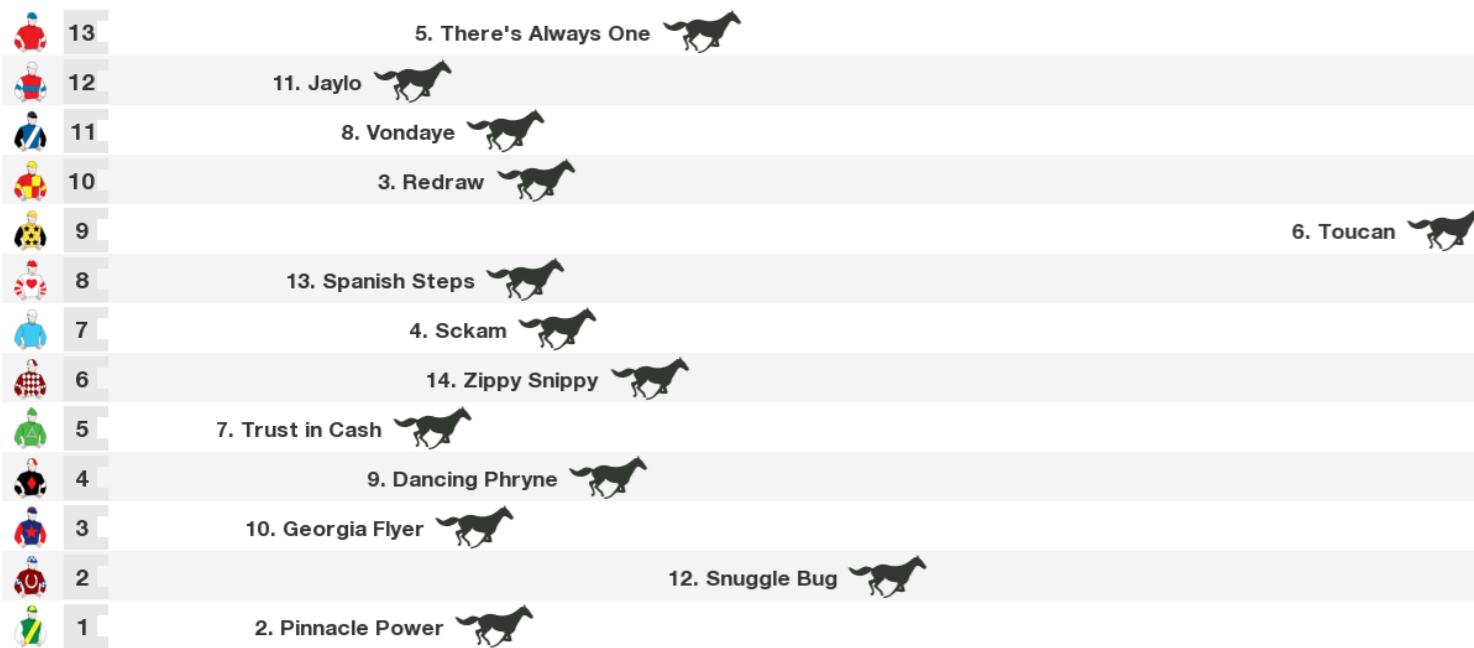 13 5. There's Always One
12 11. Jaylo
11 8. Vondaye
10 3. Redraw
9 6. Toucan
8 13. Spanish Steps
7 4. Sckam
6 14. Zippy Snippy
5 7. Trust in Cash
4 9. Dancing Phryne
3 10. Georgia Flyer
2 12. Snuggle Bug
1 2. Pinnacle Power